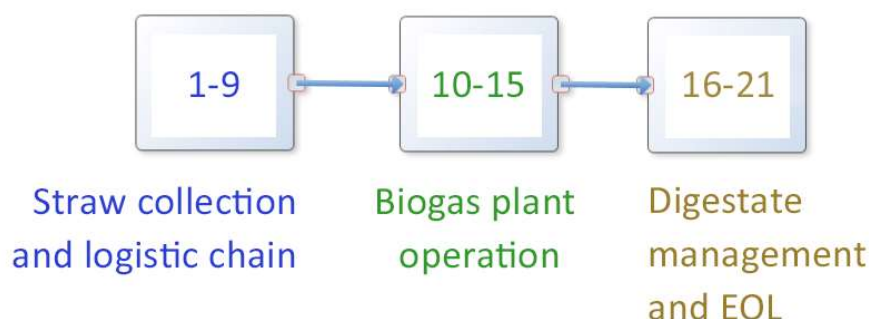 1-9
10-15
16-21
Straw collection
and logistic chain
Biogas plant
operation
Digestate
management
and EOL